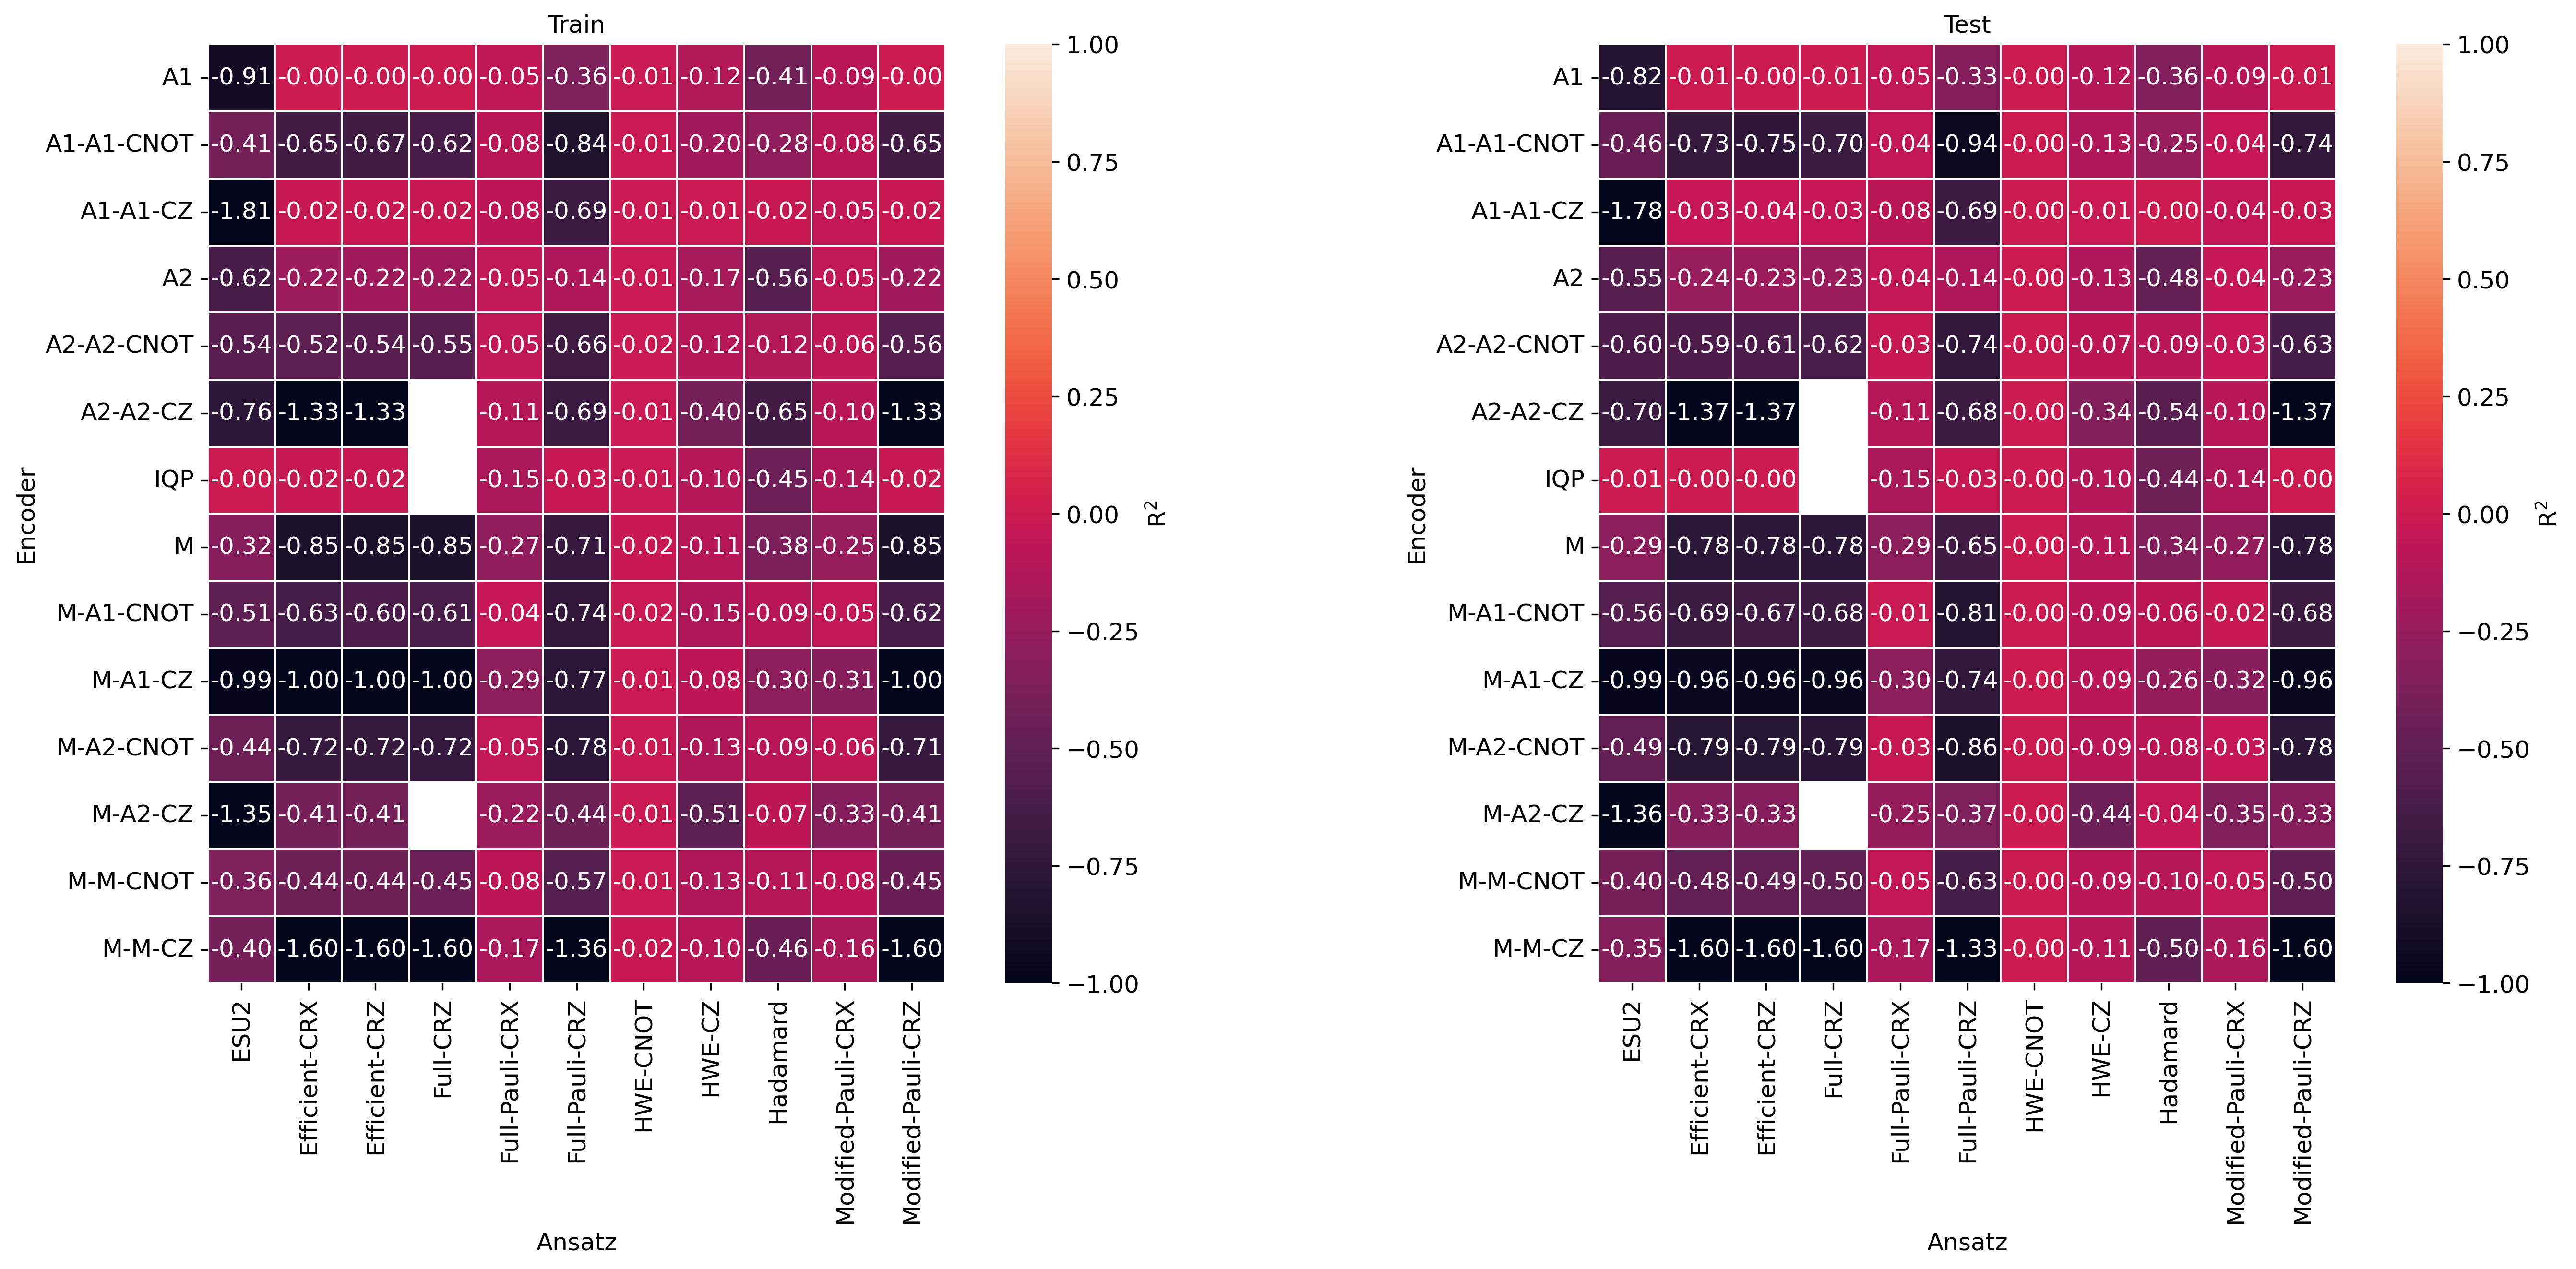 Train
Encoder
A1 -0.91 -0.00 -0.00 -0.00 -0.05 -0.36 -0.01 -0.12 -0.41 -0.09 -0.00
A1-A1-CNOT -0.41 -0.65 -0.67 -0.62 -0.08 -0.84 -0.01 -0.20 -0.28 -0.08 -0.65
A1-A1-CZ -1.81 -0.02 -0.02 -0.02 -0.08 -0.69 -0.01 -0.01 -0.02 -0.05 -0.02
A2 -0.62 -0.22 -0.22 -0.22 -0.05 -0.14 -0.01 -0.17 -0.56 -0.05 -0.22
A2-A2-CNOT -0.54 -0.52 -0.54 -0.55 -0.05 -0.66 -0.02 -0.12 -0.12 -0.06 -0.56
A2-A2-CZ -0.76 -1.33 -1.33 -0.11 -0.69 -0.01 -0.40 -0.65 -0.10 -1.33
IQP -0.00 -0.02 -0.02 -0.15 -0.03 -0.01 -0.10 -0.45 -0.14 -0.02
M -0.32 -0.85 -0.85 -0.85 -0.27 -0.71 -0.02 -0.11 -0.38 -0.25 -0.85
M-A1-CNOT -0.51 -0.63 -0.60 -0.61 -0.04 -0.74 -0.02 -0.15 -0.09 -0.05 -0.62
M-A1-CZ -0.99 -1.00 -1.00 -1.00 -0.29 -0.77 -0.01 -0.08 -0.30 -0.31 -1.00
M-A2-CNOT -0.44 -0.72 -0.72 -0.72 -0.05 -0.78 -0.01 -0.13 -0.09 -0.06 -0.71
M-A2-CZ -1.35 -0.41 -0.41 -0.22 -0.44 -0.01 -0.51 -0.07 -0.33 -0.41
M-M-CNOT -0.36 -0.44 -0.44 -0.45 -0.08 -0.57 -0.01 -0.13 -0.11 -0.08 -0.45
M-M-CZ -0.40 -1.60 -1.60 -1.60 -0.17 -1.36 -0.02 -0.10 -0.46 -0.16 -1.60
ESU2
Efficient-CRX
Efficient-CRZ
Full-CRZ
Full-Pauli-CRX
Full-Pauli-CRZ
HWE-CNOT
HWE-CZ
Hadamard
Modified-Pauli-CRX
Modified-Pauli-CRZ
Ansatz
1.00
0.75
0.50
0.25
0.00
−0.25
−0.50
−0.75
−1.00
R²
Test
Encoder
A1 -0.82 -0.01 -0.00 -0.01 -0.05 -0.33 -0.00 -0.12 -0.36 -0.09 -0.01
A1-A1-CNOT -0.46 -0.73 -0.75 -0.70 -0.04 -0.94 -0.00 -0.13 -0.25 -0.04 -0.74
A1-A1-CZ -1.78 -0.03 -0.04 -0.03 -0.08 -0.69 -0.00 -0.01 -0.00 -0.04 -0.03
A2 -0.55 -0.24 -0.23 -0.23 -0.04 -0.14 -0.00 -0.13 -0.48 -0.04 -0.23
A2-A2-CNOT -0.60 -0.59 -0.61 -0.62 -0.03 -0.74 -0.00 -0.07 -0.09 -0.03 -0.63
A2-A2-CZ -0.70 -1.37 -1.37 -0.11 -0.68 -0.00 -0.34 -0.54 -0.10 -1.37
IQP -0.01 -0.00 -0.00 -0.15 -0.03 -0.00 -0.10 -0.44 -0.14 -0.00
M -0.29 -0.78 -0.78 -0.78 -0.29 -0.65 -0.00 -0.11 -0.34 -0.27 -0.78
M-A1-CNOT -0.56 -0.69 -0.67 -0.68 -0.01 -0.81 -0.00 -0.09 -0.06 -0.02 -0.68
M-A1-CZ -0.99 -0.96 -0.96 -0.96 -0.30 -0.74 -0.00 -0.09 -0.26 -0.32 -0.96
M-A2-CNOT -0.49 -0.79 -0.79 -0.79 -0.03 -0.86 -0.00 -0.09 -0.08 -0.03 -0.78
M-A2-CZ -1.36 -0.33 -0.33 -0.25 -0.37 -0.00 -0.44 -0.04 -0.35 -0.33
M-M-CNOT -0.40 -0.48 -0.49 -0.50 -0.05 -0.63 -0.00 -0.09 -0.10 -0.05 -0.50
M-M-CZ -0.35 -1.60 -1.60 -1.60 -0.17 -1.33 -0.00 -0.11 -0.50 -0.16 -1.60
ESU2
Efficient-CRX
Efficient-CRZ
Full-CRZ
Full-Pauli-CRX
Full-Pauli-CRZ
HWE-CNOT
HWE-CZ
Hadamard
Modified-Pauli-CRX
Modified-Pauli-CRZ
Ansatz
1.00
0.75
0.50
0.25
0.00
−0.25
−0.50
−0.75
−1.00
R²